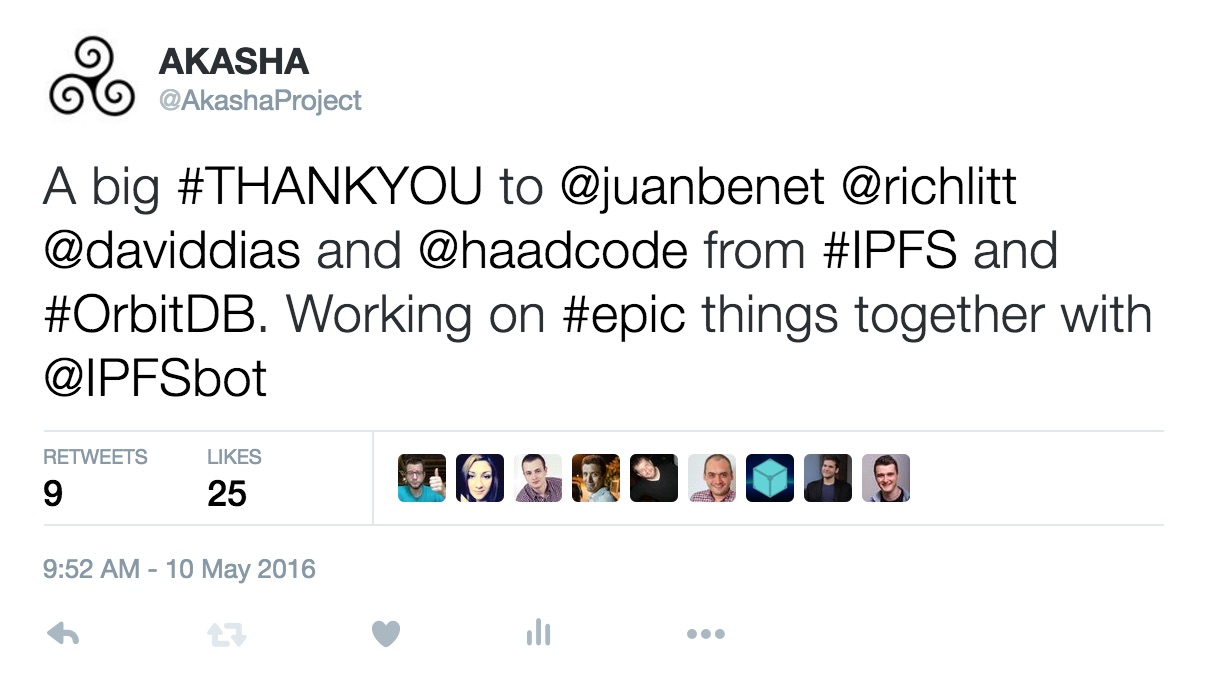 AKASHA
@AkashaProject
A big #THANKYOU to @juanbenet @richlitt
@daviddias and @haadcode from #IPFS and
#OrbitDB. Working on #epic things together with
@IPFSbot
RETWEETS LIKES
9 25
9:52 AM - 10 May 2016